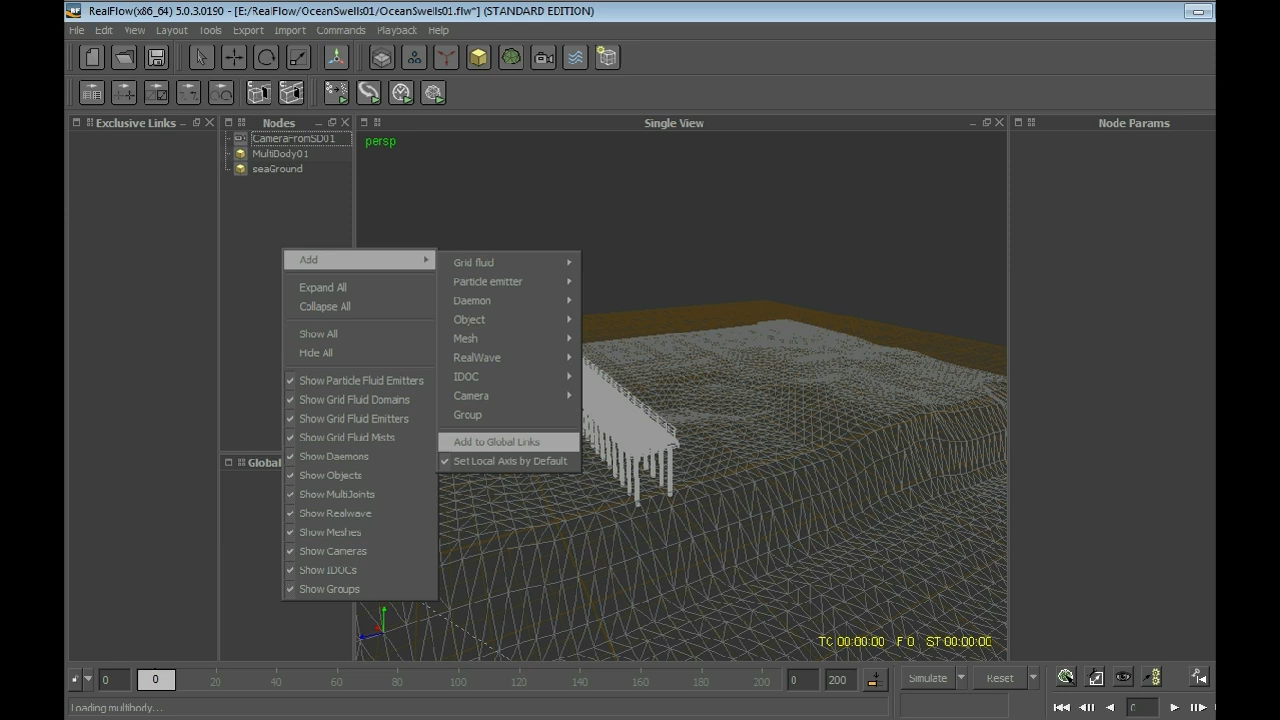 RealFlow(x86_64) 5.0.3.0190 - [E:/RealFlow/OceanSwells01/OceanSwells01.flw*] (STANDARD EDITION)
File Edit View Layout Tools Export Import Commands Playback Help
Exclusive Links
Nodes
Single View
Node Params
CameraFromSD01
MultiBody01
seaGround
persp
Add
Expand All
Collapse All
Show All
Hide All
Show Particle Fluid Emitters
Show Grid Fluid Domains
Show Grid Fluid Emitters
Show Grid Fluid Mists
Show Daemons
Show Objects
Show MultiJoints
Show Realwave
Show Meshes
Show Cameras
Show IDOCs
Show Groups
Grid fluid
Particle emitter
Daemon
Object
Mesh
RealWave
IDOC
Camera
Group
Add to Global Links
Set Local Axis by Default
Global
TC 00:00:00 F 0 ST 00:00:00
0 0 20 40 60 80 100 120 140 160 180 200 0 200 Simulate Reset
Loading multibody... 0